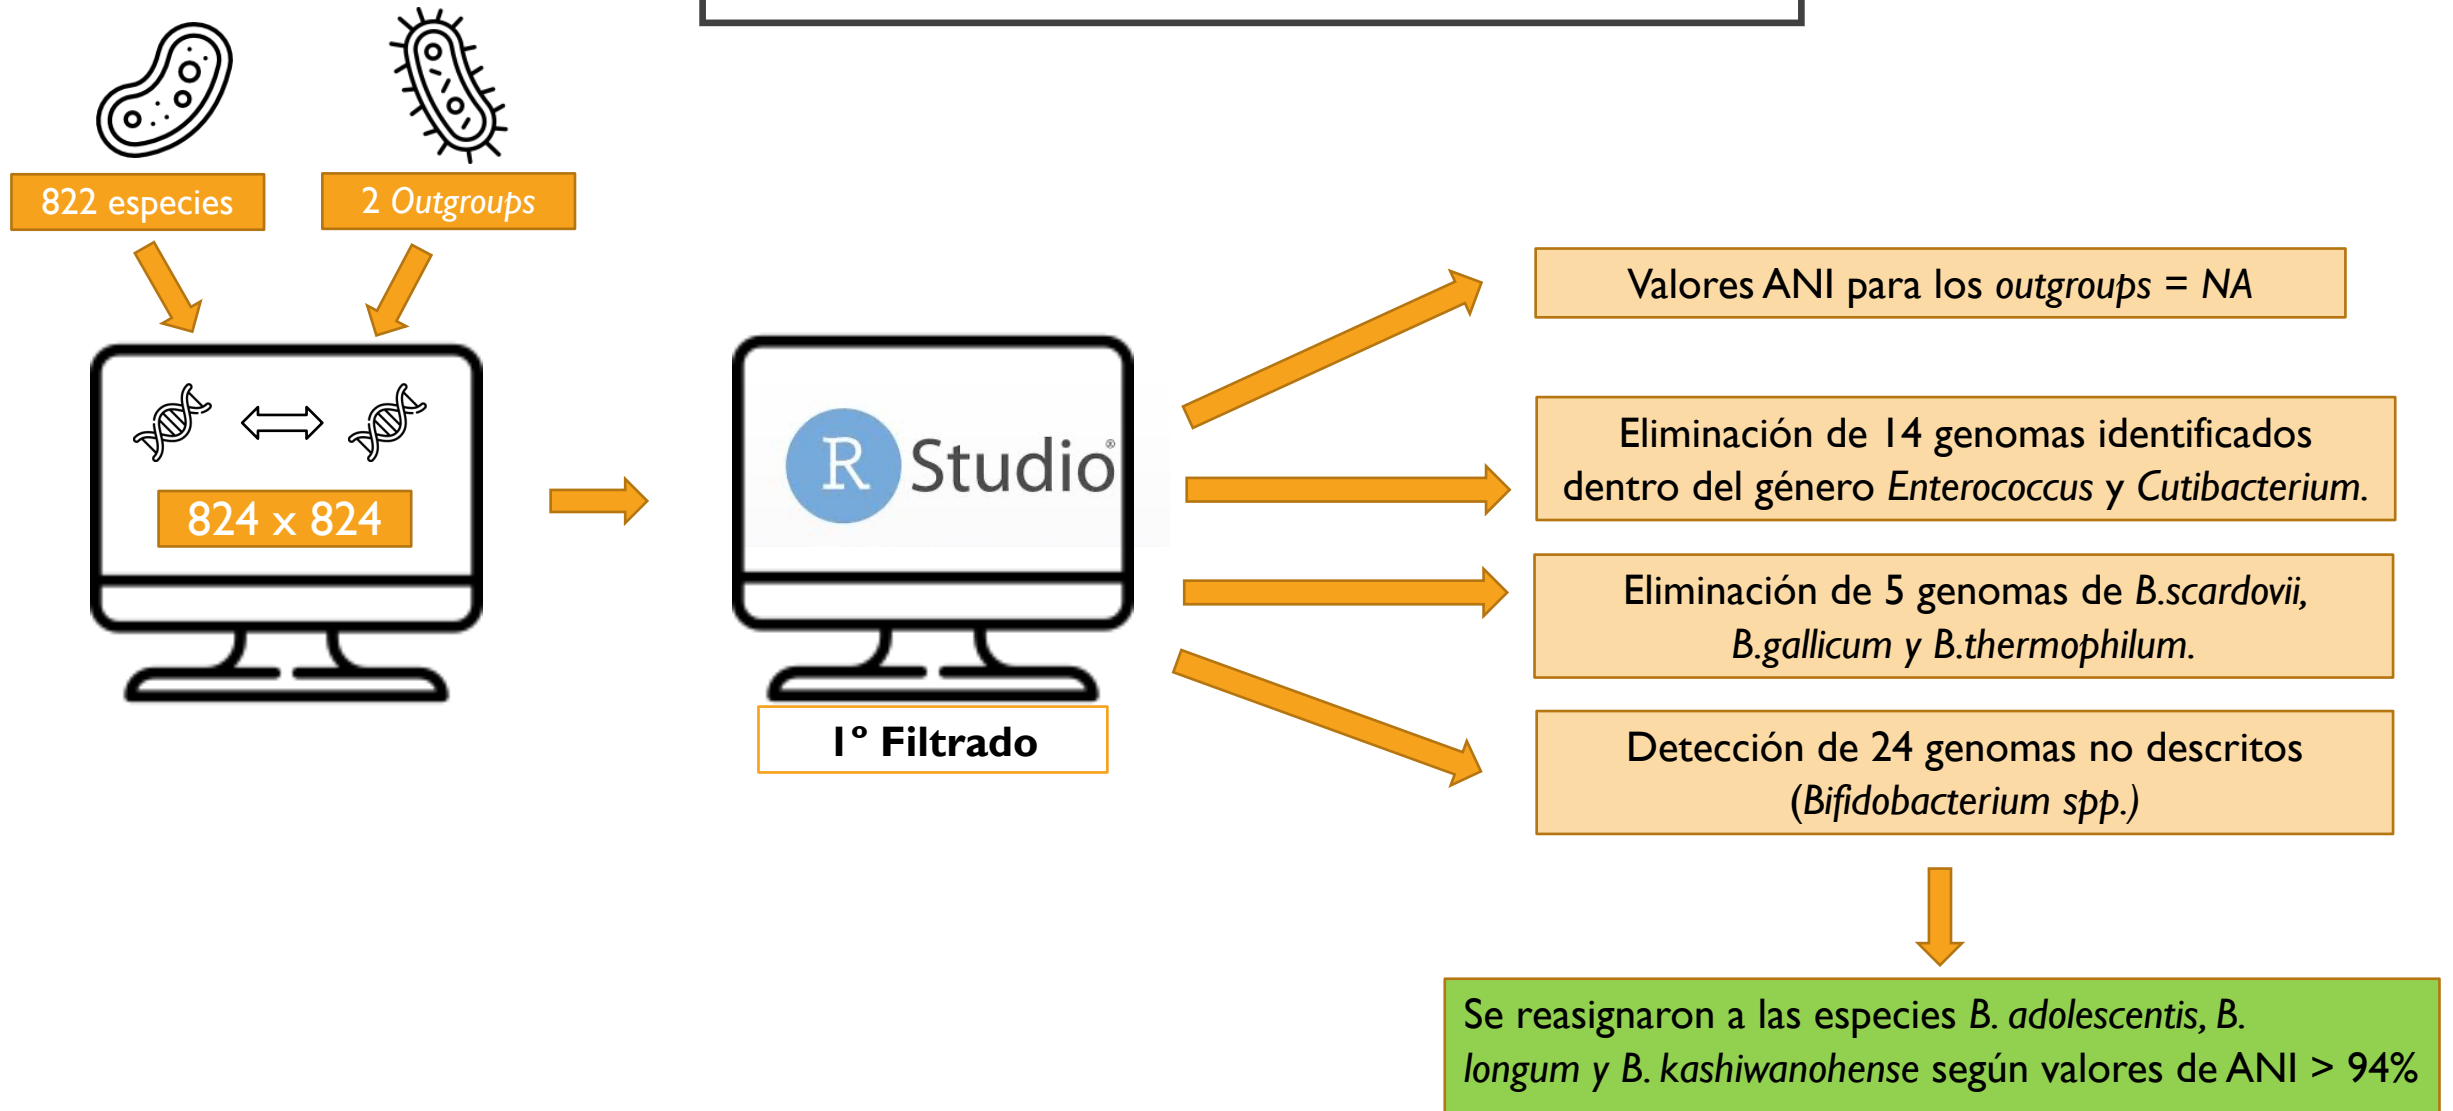 822 especies
2 Outgroups
824 x 824
R Studio®
1º Filtrado
Valores ANI para los outgroups = NA
Eliminación de 14 genomas identificados
dentro del género Enterococcus y Cutibacterium.
Eliminación de 5 genomas de B.scardovii,
B.gallicum y B.thermophilum.
Detección de 24 genomas no descritos
(Bifidobacterium spp.)
Se reasignaron a las especies B. adolescentis, B.
longum y B. kashiwanohense según valores de ANI > 94%